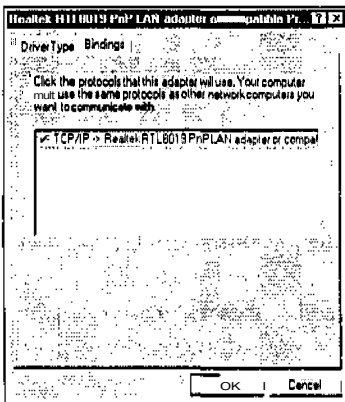 Realtek RTL8019 PnP LAN adapter Pr... ? X
Driver Type Bindings
Click the protocols that this adapter will use. Your computer
mult use the same protocols as other network computers you
want to communicate with.
TCP/IP -> Realtek RTL8019 PnP LAN adapter or compat
OK Cancel